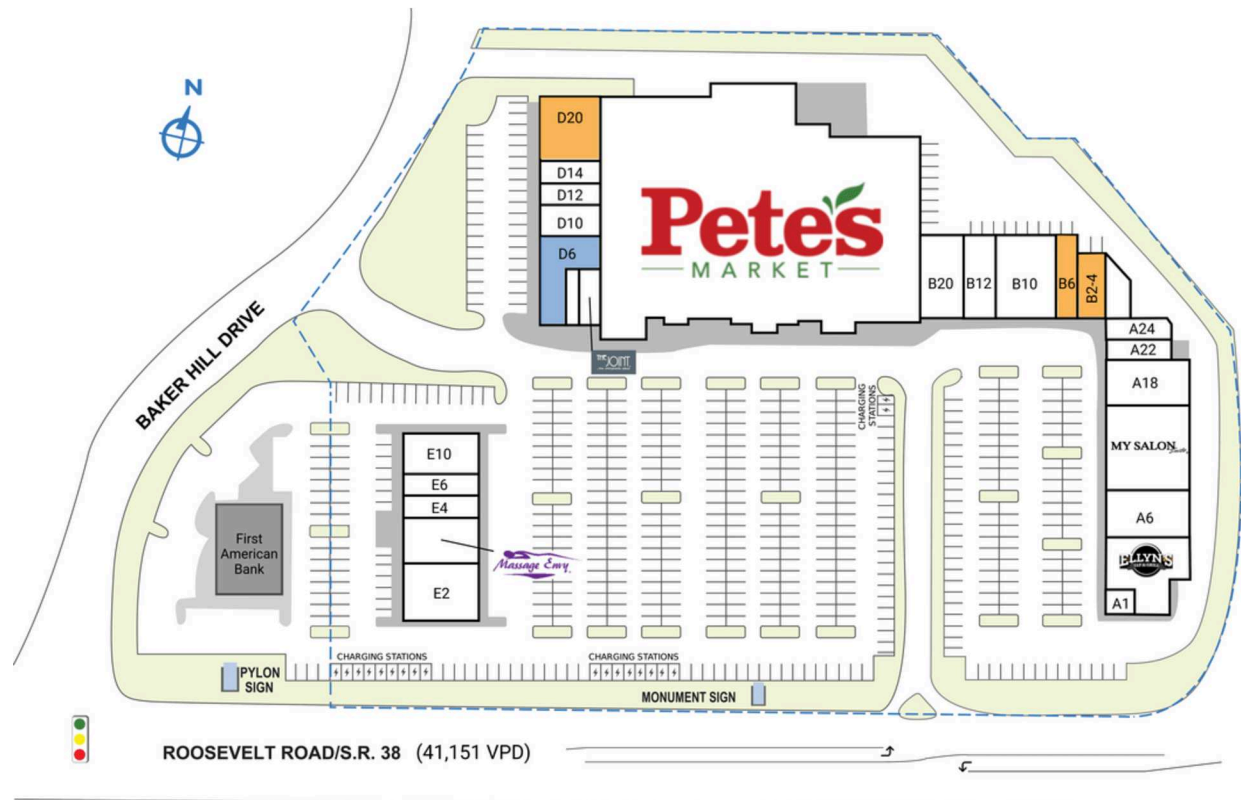 N
D20
D14
D12
D10
D6
Pete's
MARKET
THE JOINT
B20
B12
B10
B6
B2-4
A24
A22
A18
MY SALON
A6
ELLYN'S
A1
BAKER HILL DRIVE
CHARGING
STATIONS
First
American
Bank
E10
E6
E4
Massage Envy
E2
CHARGING STATIONS
CHARGING STATIONS
PYLON
SIGN
MONUMENT SIGN
ROOSEVELT ROAD/S.R. 38 (41,151 VPD)